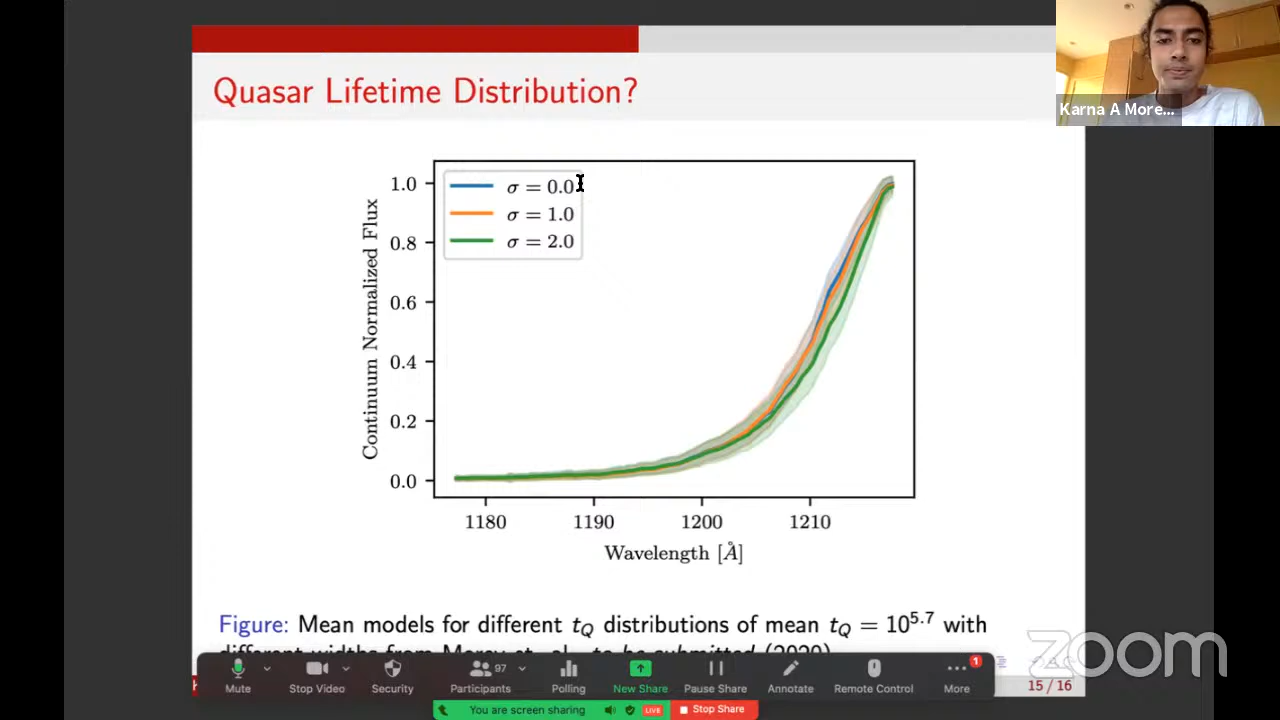 Quasar Lifetime Distribution?
Karna A More...
σ = 0.0
σ = 1.0
σ = 2.0
Continuum Normalized Flux
1.0
0.8
0.6
0.4
0.2
0.0
1180 1190 1200 1210
Wavelength [Å]
Figure: Mean models for different t_Q distributions of mean t_Q = 10^5.7 with
different widths from Morey et. al., to be submitted (2020)
zoom
15 / 16
97
1
Mute
Stop Video
Security
Participants
Polling
New Share
Pause Share
Annotate
Remote Control
More
You are screen sharing
LIVE
Stop Share